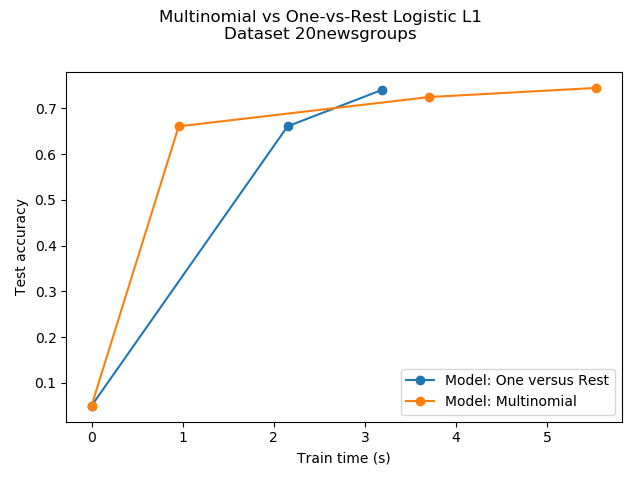 Multinomial vs One-vs-Rest Logistic L1
Dataset 20newsgroups
Test accuracy
0.7
0.6
0.5
0.4
0.3
0.2
0.1
0
1
2
3
4
5
Train time (s)
Model: One versus Rest
Model: Multinomial